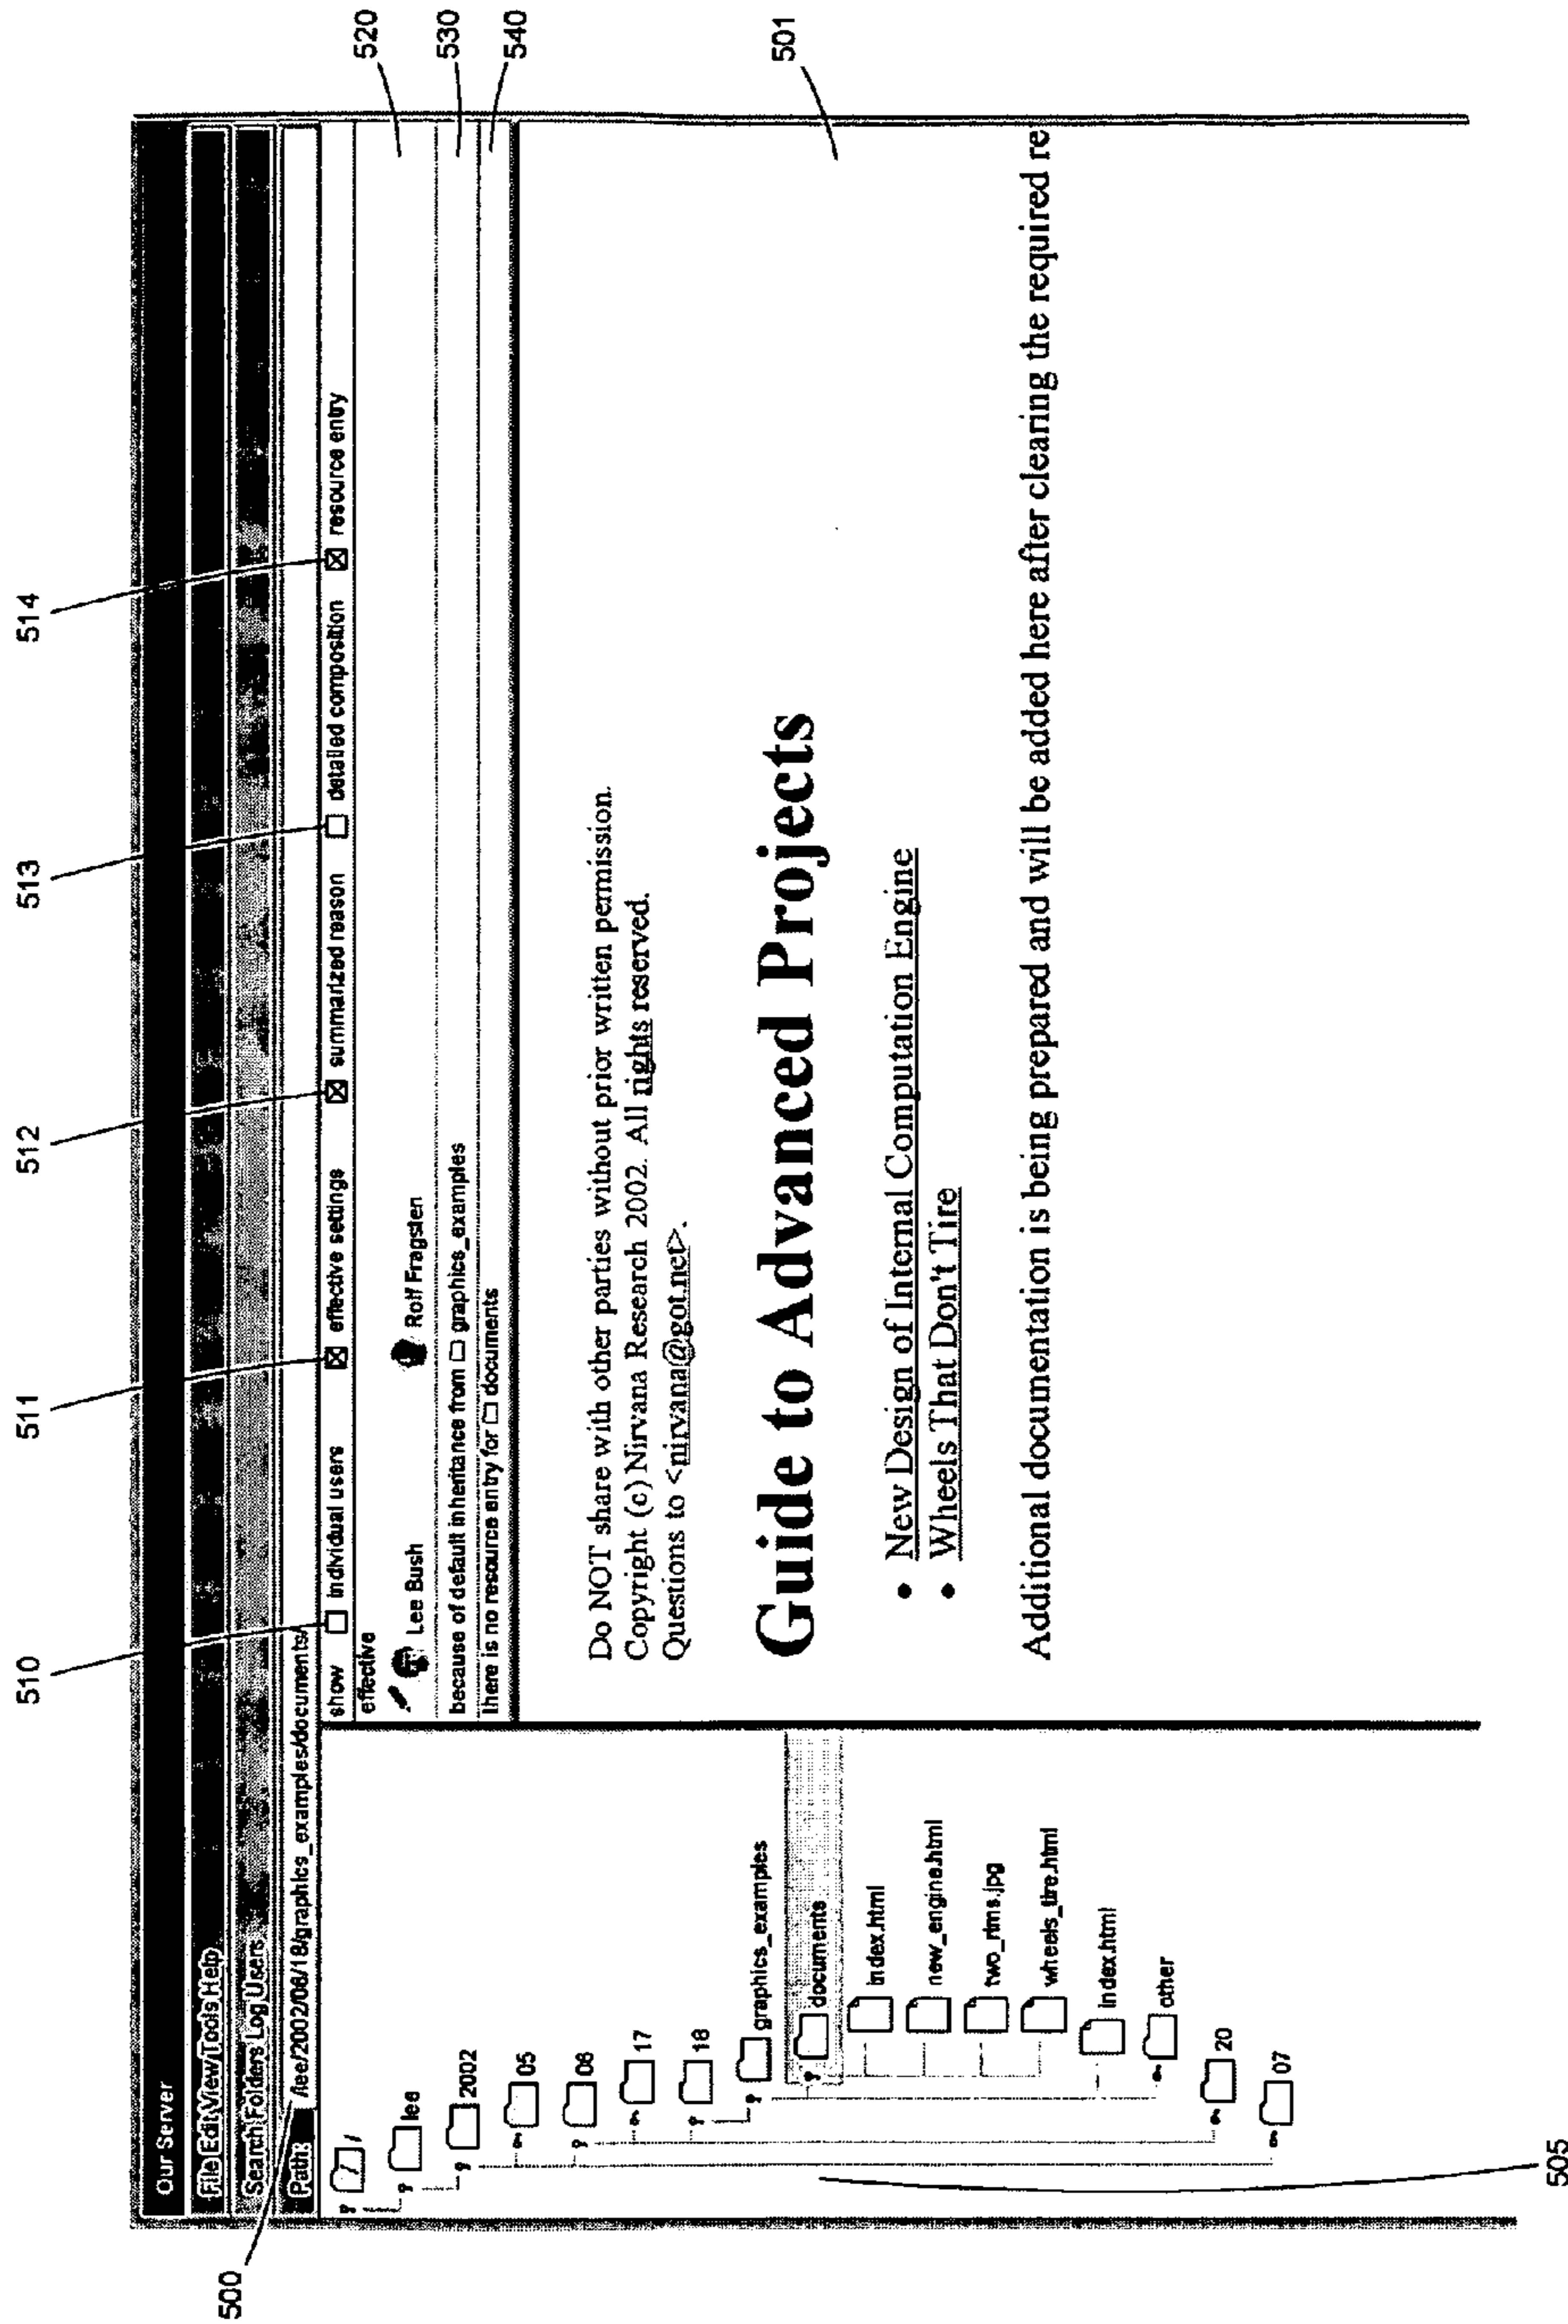 510
511
512
513
514
500
Our Server
File Edit View Tools Help
Search Folders Log Users
Path: /lee/2002/06/18/graphics_examples/documents/
show individual users effective settings summarized reason detailed composition resource entry
effective
Lee Bush Rolf Fragsten
520
because of default inheritance from graphics_examples
530
there is no resource entry for documents
540
/
lee
2002
05
06
17
18
graphics_examples
documents
index.html
new_engine.html
two_rims.jpg
wheels_tire.html
index.html
other
20
07
505
Do NOT share with other parties without prior written permission.
Copyright (c) Nirvana Research 2002. All rights reserved.
Questions to <nirvana@got.net>.
Guide to Advanced Projects
501
• New Design of Internal Computation Engine
• Wheels That Don't Tire
Additional documentation is being prepared and will be added here after clearing the required re